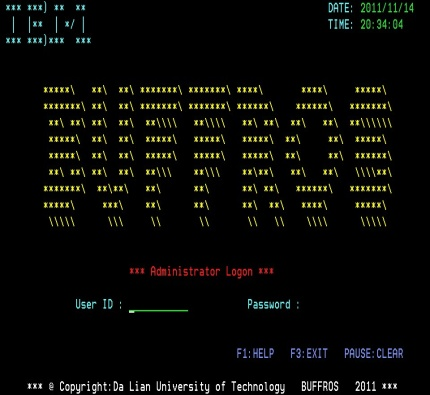 DATE: 2011/11/14
TIME: 20:34:04
BUFFROS
*** Administrator Logon ***
User ID : Password :
F1:HELP F3:EXIT PAUSE:CLEAR
*** @ Copyright:Da Lian University of Technology BUFFROS 2011 ***